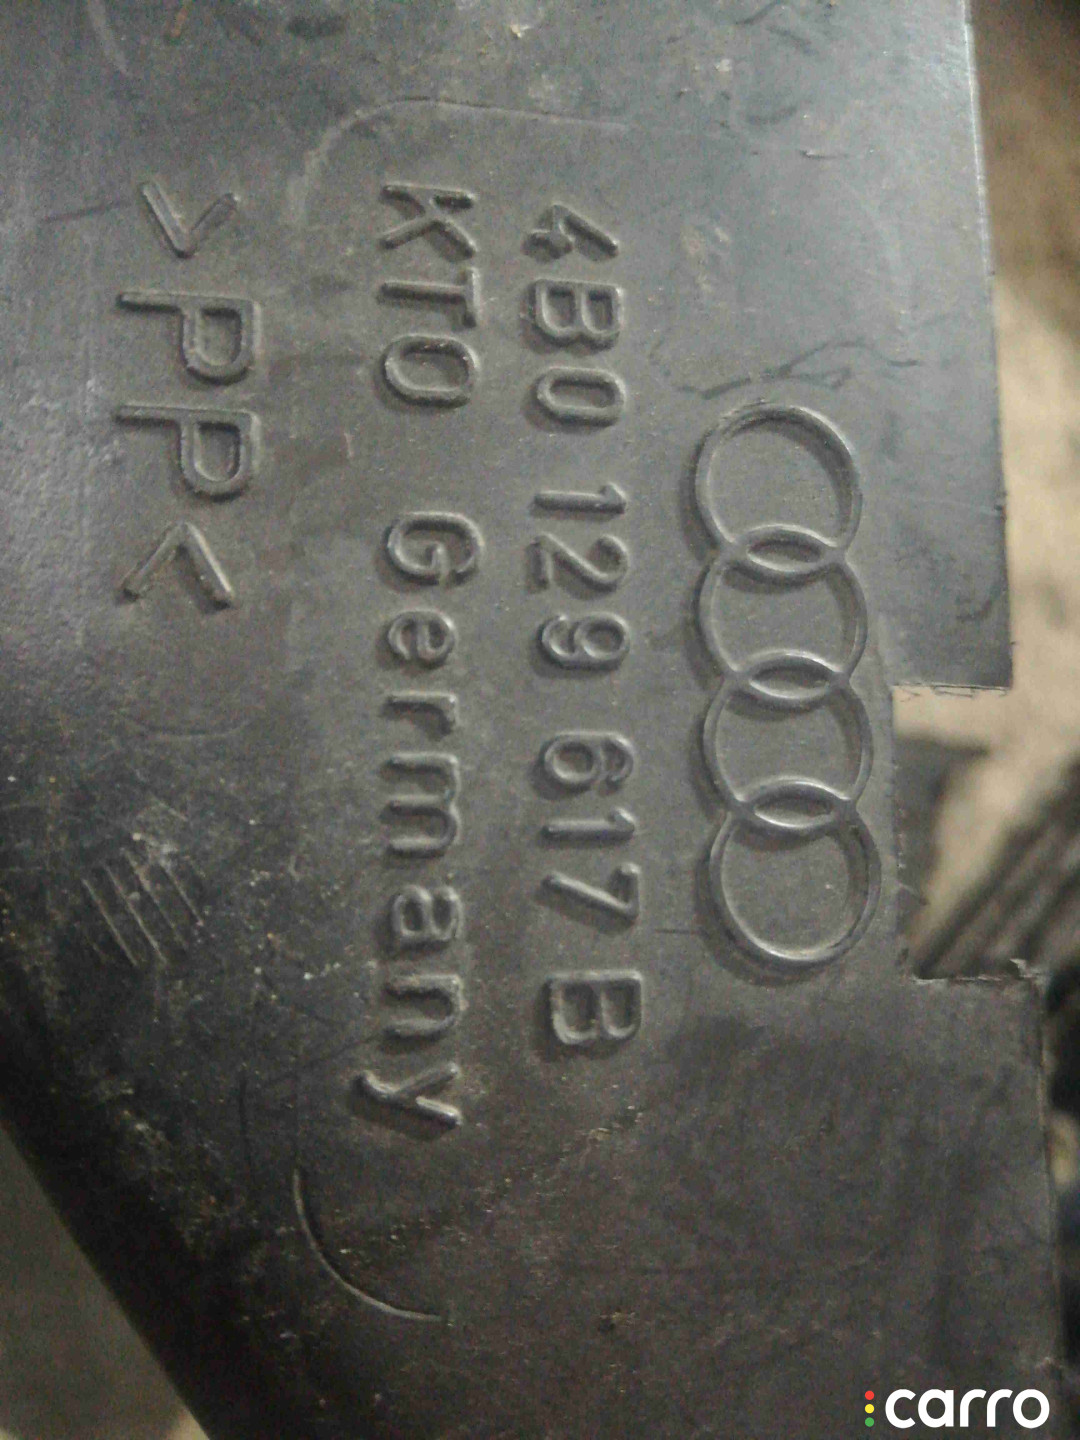 4B0 129 617 B
KTO Germany
>PP<
carro